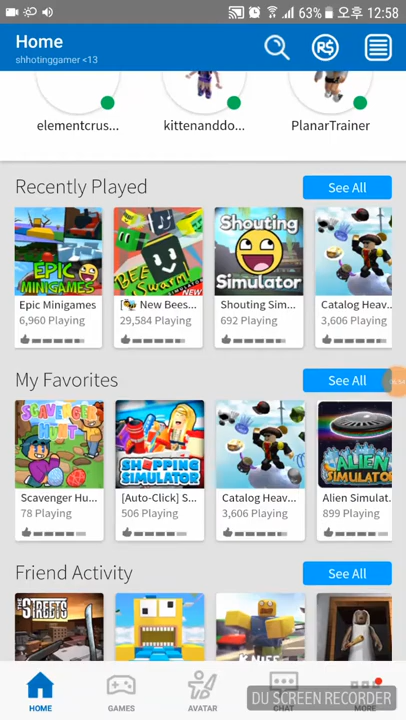 63% 오후 12:58
Home
shhotinggamer <13
R$
elementcrus...
kittenanddo...
PlanarTrainer
Recently Played
See All
EPIC MINIGAMES
BEE Swarm
NEW
Shouting Simulator
Epic Minigames
[🐝 New Bees...
Shouting Sim...
Catalog Heav...
6,960 Playing
29,584 Playing
692 Playing
3,606 Playing
My Favorites
See All
SCAVENGER HUNT
SHOPPING SIMULATOR
ALIEN SIMULATOR
Scavenger Hu...
[Auto-Click] S...
Catalog Heav...
Alien Simulat...
78 Playing
506 Playing
3,606 Playing
899 Playing
Friend Activity
See All
THE STREETS
HOME
GAMES
AVATAR
CHAT
MORE
DU SCREEN RECORDER